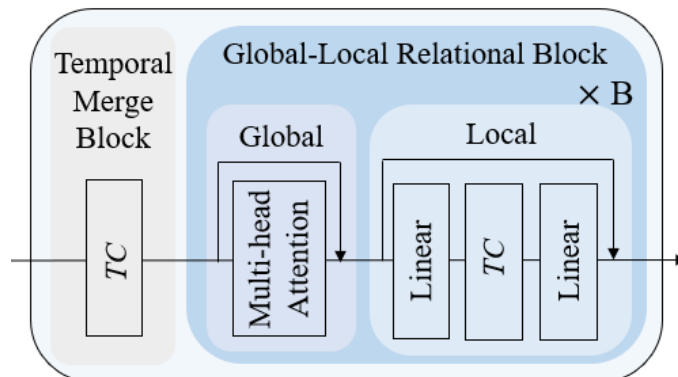 Temporal
Merge
Block
TC
Global-Local Relational Block
× B
Global
Multi-head
Attention
Local
Linear
TC
Linear